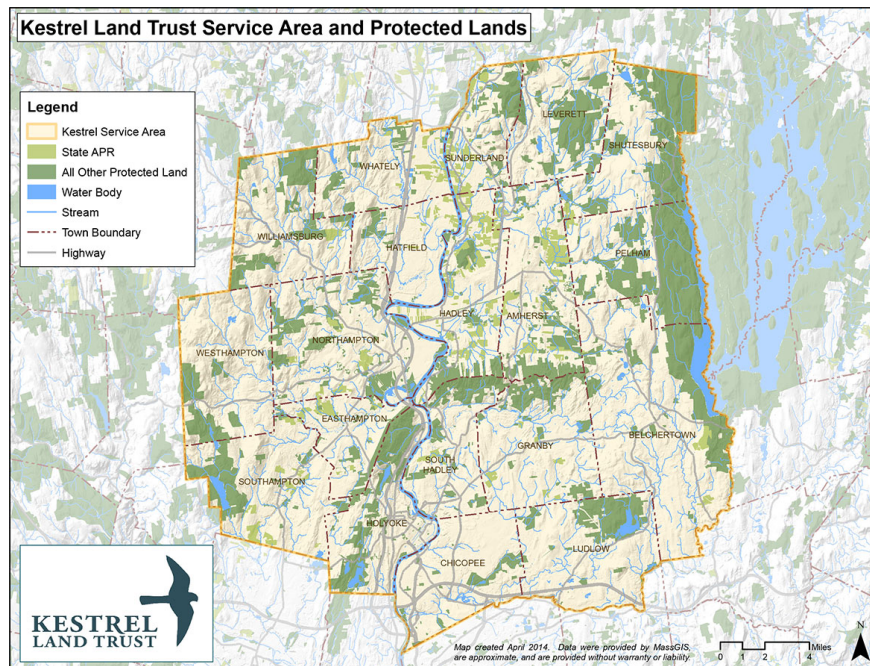 Kestrel Land Trust Service Area and Protected Lands
Legend
Kestrel Service Area
State APR
All Other Protected Land
Water Body
Stream
Town Boundary
Highway
LEVERETT
SHUTESBURY
SUNDERLAND
WHATELY
WILLIAMSBURG
HATFIELD
PELHAM
HADLEY
AMHERST
NORTHAMPTON
WESTHAMPTON
EASTHAMPTON
BELCHERTOWN
GRANBY
SOUTH
HADLEY
SOUTHAMPTON
HOLYOKE
LUDLOW
CHICOPEE
KESTREL
LAND TRUST
Map created April 2014. Data were provided by MassGIS,
are approximate, and are provided without warranty or liability.
0 1 2 4 Miles
N